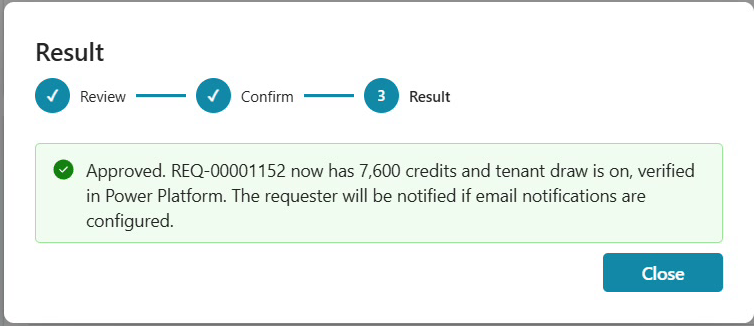 Result
Review
Confirm
3
Result
Approved. REQ-00001152 now has 7,600 credits and tenant draw is on, verified
in Power Platform. The requester will be notified if email notifications are
configured.
Close